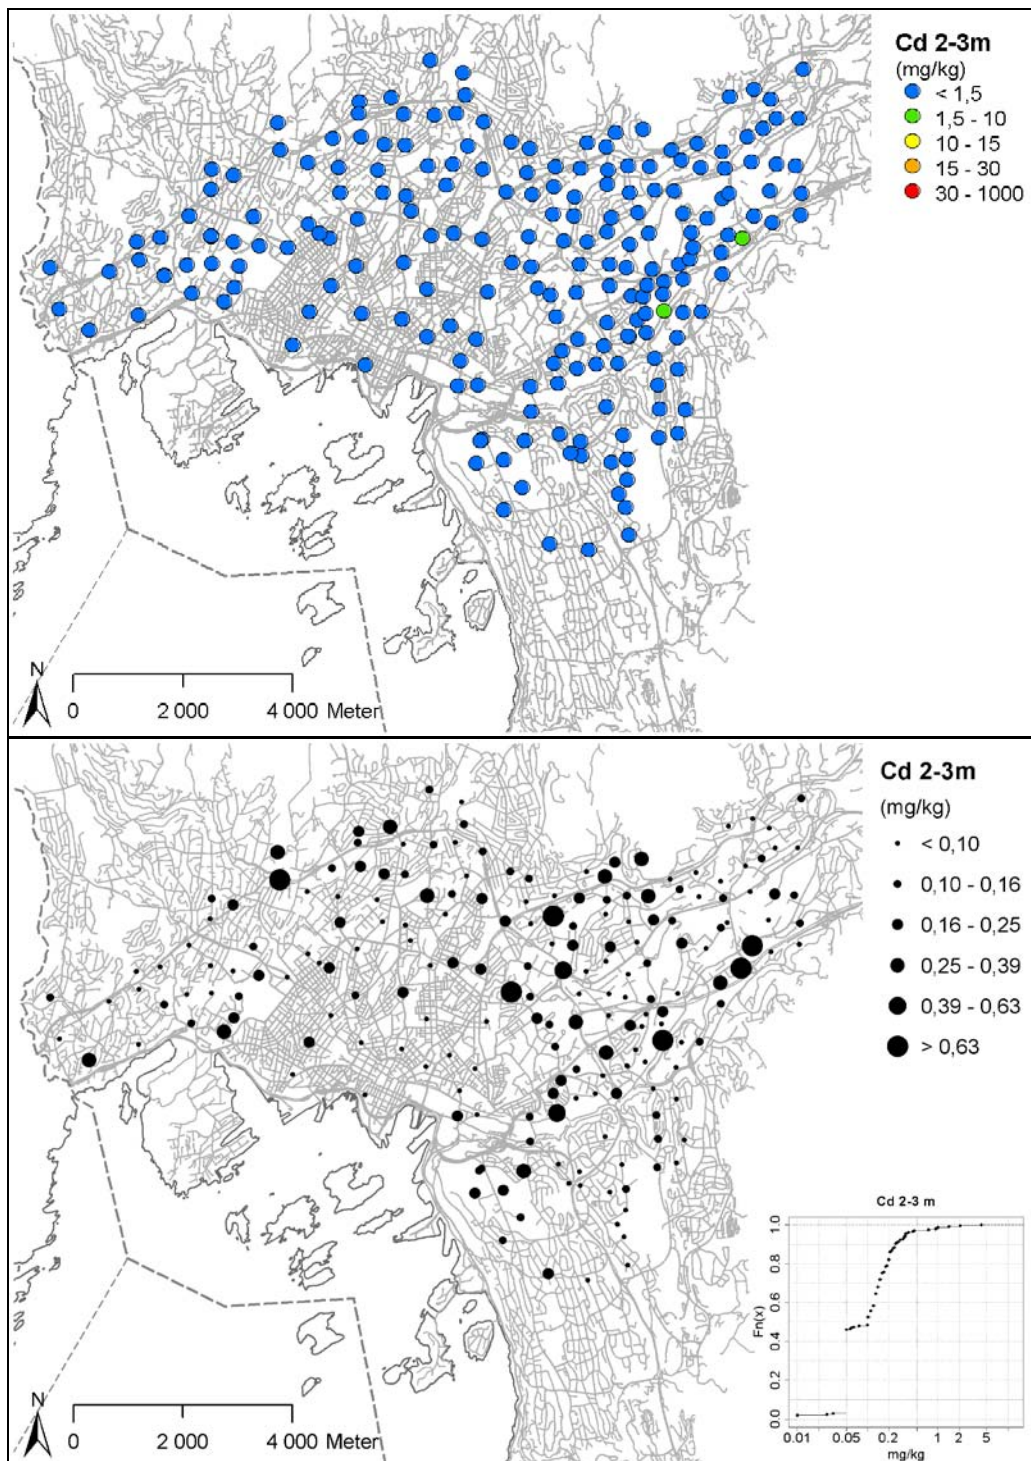 Cd 2-3m
(mg/kg)
< 1,5
1,5 - 10
10 - 15
15 - 30
30 - 1000
N
0
2 000
4 000 Meter
Cd 2-3m
(mg/kg)
< 0,10
0,10 - 0,16
0,16 - 0,25
0,25 - 0,39
0,39 - 0,63
> 0,63
N
0
2 000
4 000 Meter
Cd 2-3 m
Fn(x)
1.0
0.8
0.6
0.4
0.2
0.0
0.01
0.05
0.2
1
2
5
mg/kg